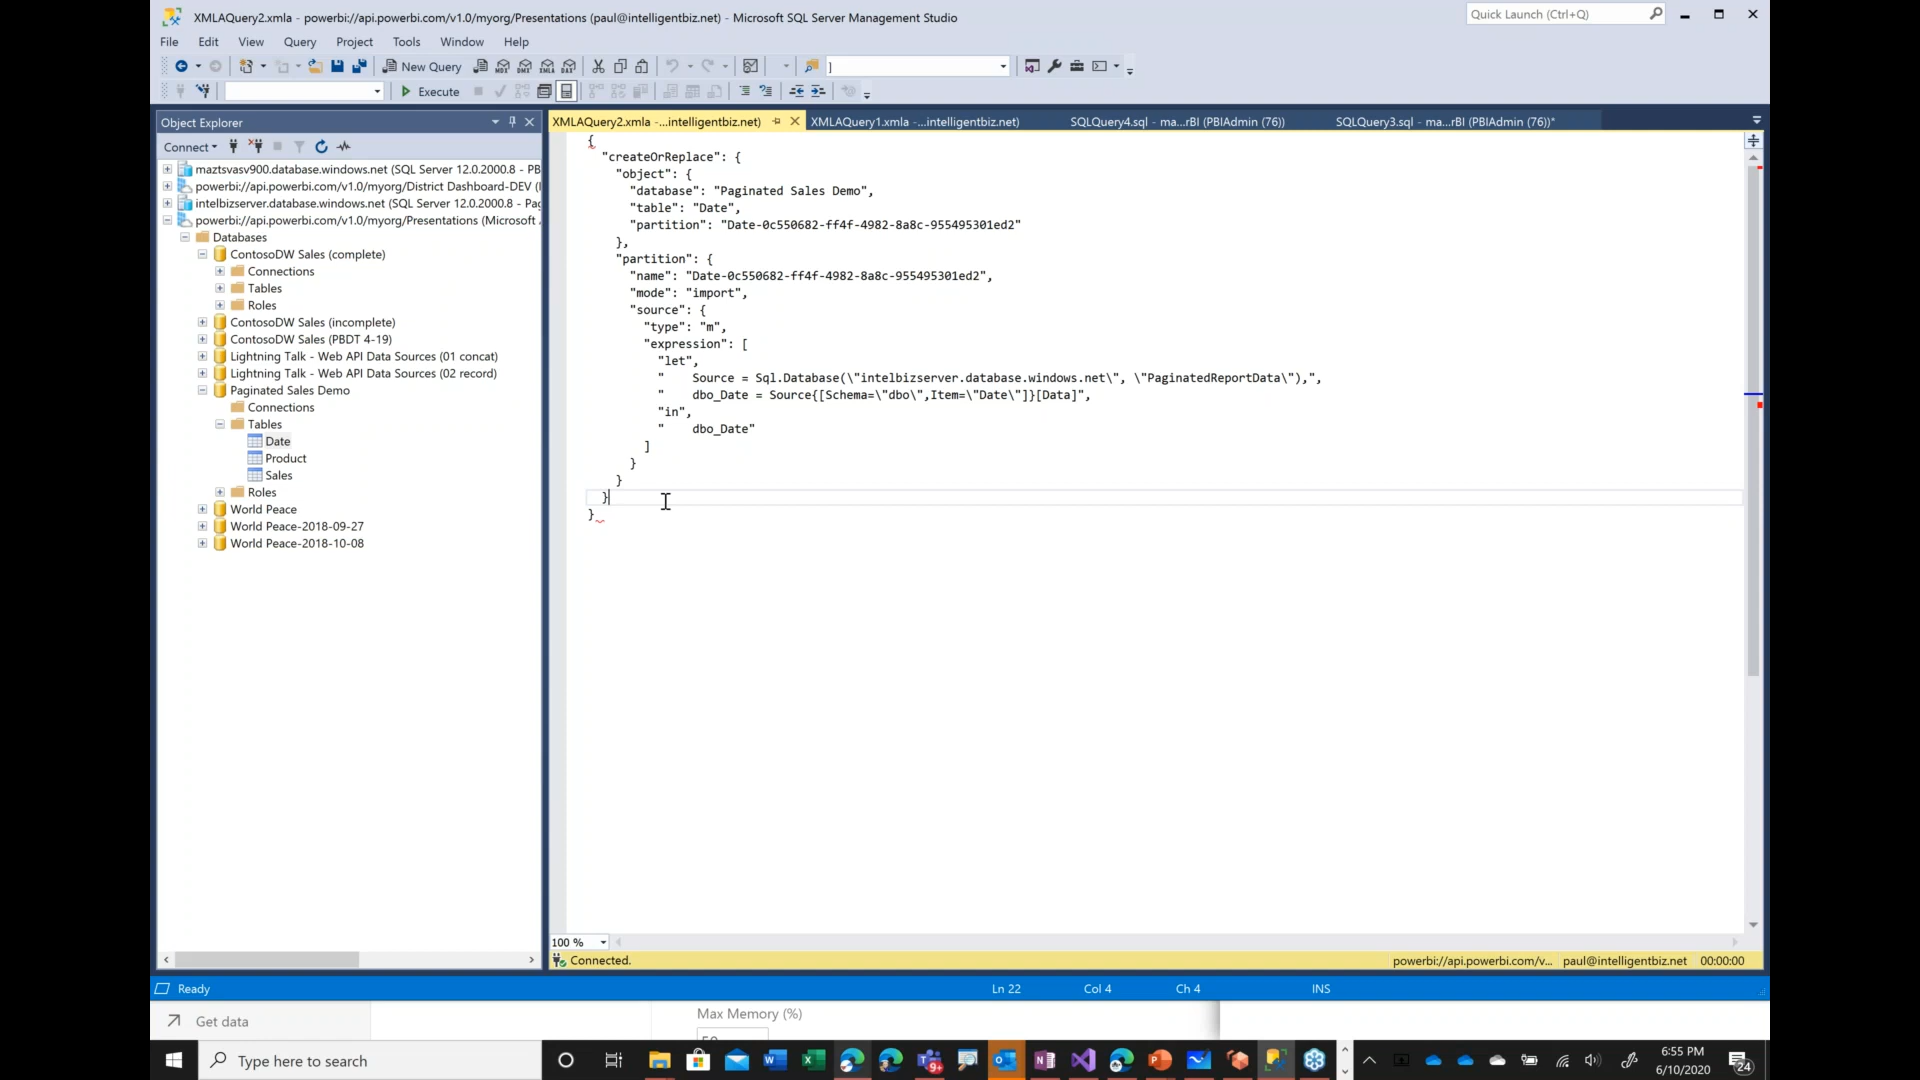 XMLAQuery2.xmla - powerbi://api.powerbi.com/v1.0/myorg/Presentations (paul@intelligentbiz.net) - Microsoft SQL Server Management Studio
Quick Launch (Ctrl+Q)
File Edit View Query Project Tools Window Help
New Query
MDX DMX XMLA DAX
]
Execute
Object Explorer
XMLAQuery2.xmla -...intelligentbiz.net)
XMLAQuery1.xmla -...intelligentbiz.net)
SQLQuery4.sql - ma...rBI (PBIAdmin (76))
SQLQuery3.sql - ma...rBI (PBIAdmin (76))*
Connect
maztsvasv900.database.windows.net (SQL Server 12.0.2000.8 - PB
powerbi://api.powerbi.com/v1.0/myorg/District Dashboard-DEV (
intelbizserver.database.windows.net (SQL Server 12.0.2000.8 - Pag
powerbi://api.powerbi.com/v1.0/myorg/Presentations (Microsoft
Databases
ContosoDW Sales (complete)
Connections
Tables
Roles
ContosoDW Sales (incomplete)
ContosoDW Sales (PBDT 4-19)
Lightning Talk - Web API Data Sources (01 concat)
Lightning Talk - Web API Data Sources (02 record)
Paginated Sales Demo
Connections
Tables
Date
Product
Sales
Roles
World Peace
World Peace-2018-09-27
World Peace-2018-10-08
{
"createOrReplace": {
"object": {
"database": "Paginated Sales Demo",
"table": "Date",
"partition": "Date-0c550682-ff4f-4982-8a8c-955495301ed2"
},
"partition": {
"name": "Date-0c550682-ff4f-4982-8a8c-955495301ed2",
"mode": "import",
"source": {
"type": "m",
"expression": [
"let",
"    Source = Sql.Database(\"intelbizserver.database.windows.net\", \"PaginatedReportData\"),",
"    dbo_Date = Source{[Schema=\"dbo\",Item=\"Date\"]}[Data]",
"in",
"    dbo_Date"
]
}
}
}
}
100 %
Connected.
powerbi://api.powerbi.com/v... paul@intelligentbiz.net 00:00:00
Ready
Ln 22 Col 4 Ch 4 INS
Get data
Max Memory (%)
Type here to search
6:55 PM
6/10/2020
24